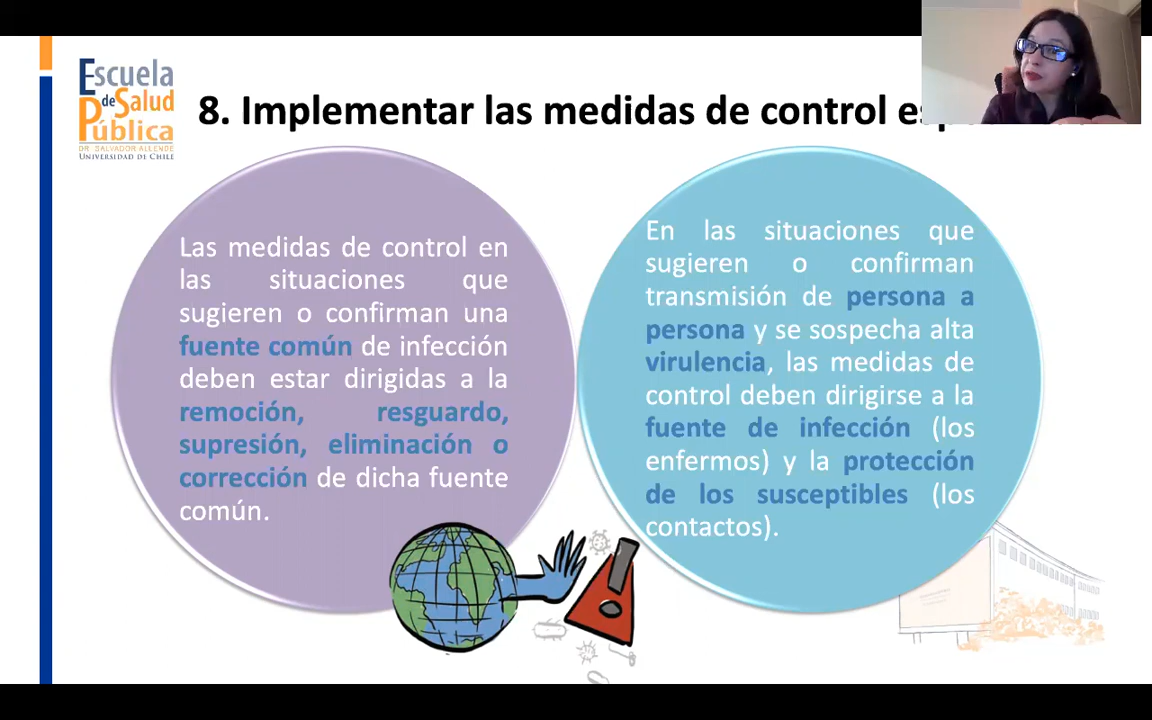 Escuela
de Salud
Pública
DR. SALVADOR ALLENDE
UNIVERSIDAD DE CHILE
8. Implementar las medidas de control
Las medidas de control en
las situaciones que
sugieren o confirman una
fuente común de infección
deben estar dirigidas a la
remoción, resguardo,
supresión, eliminación o
corrección de dicha fuente
común.
En las situaciones que
sugieren o confirman
transmisión de persona a
persona y se sospecha alta
virulencia, las medidas de
control deben dirigirse a la
fuente de infección (los
enfermos) y la protección
de los susceptibles (los
contactos).